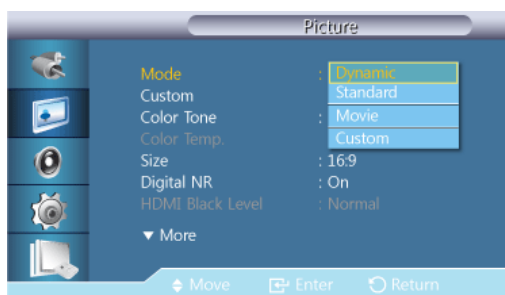 Picture
Mode : Dynamic
Custom Standard
Color Tone : Movie
Color Temp. Custom
Size : 16:9
Digital NR : On
HDMI Black Level : Normal
▼ More
Move Enter Return